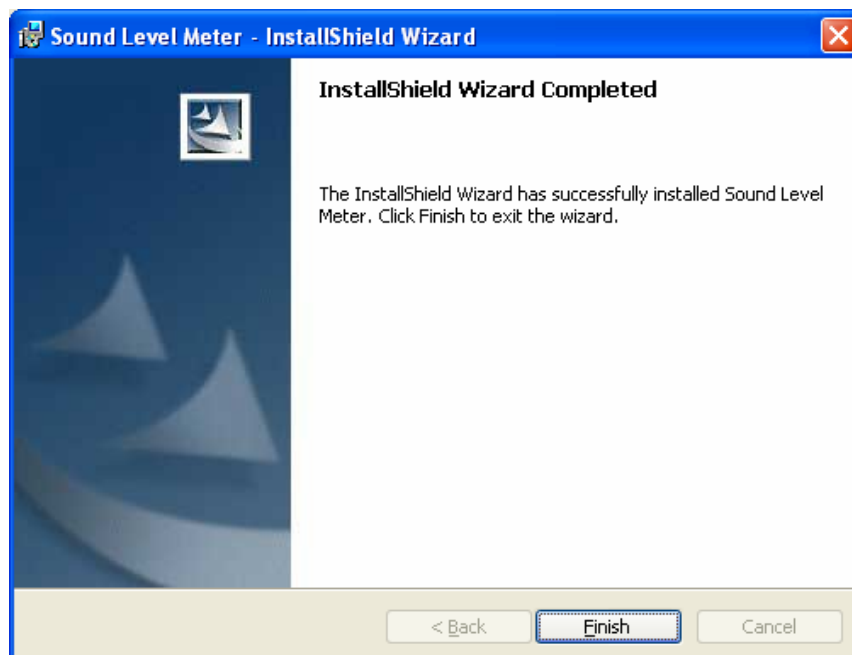 Sound Level Meter - InstallShield Wizard
InstallShield Wizard Completed
The InstallShield Wizard has successfully installed Sound Level
Meter. Click Finish to exit the wizard.
< Back
Finish
Cancel